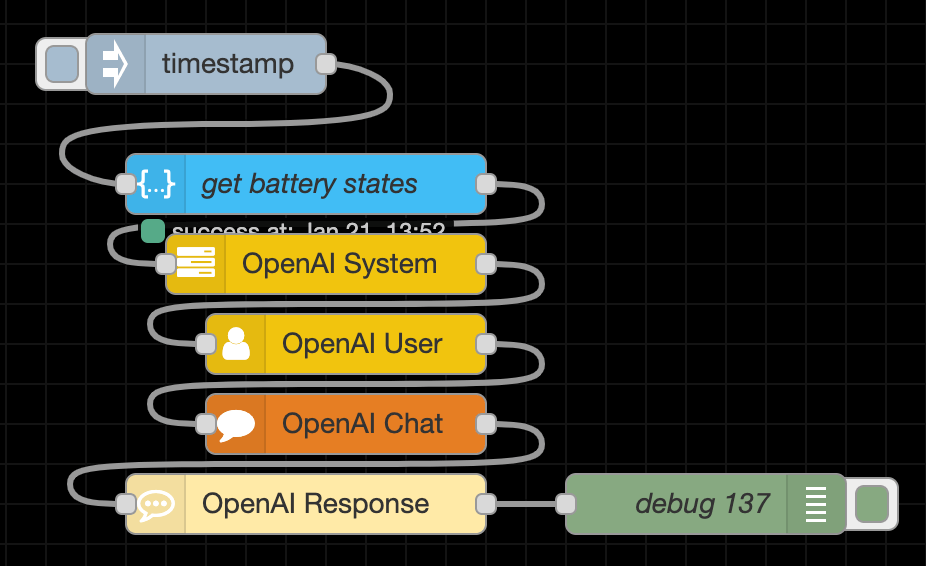 timestamp
{...} get battery states
success at: Jan 21, 13:52
OpenAI System
OpenAI User
OpenAI Chat
OpenAI Response
debug 137